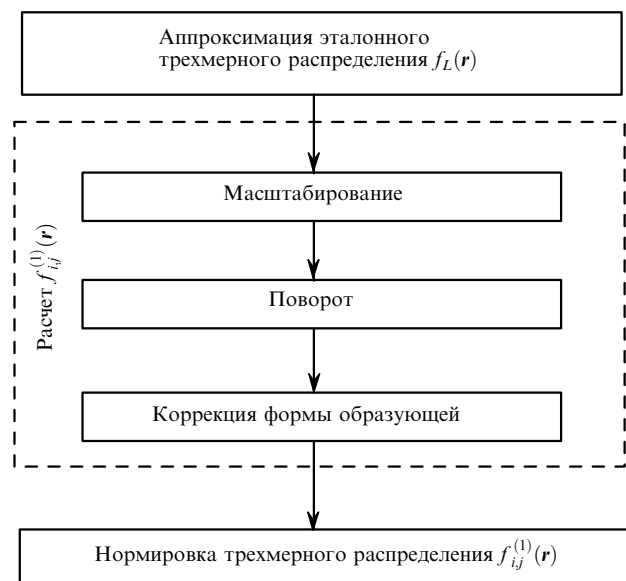 Аппроксимация эталонного
трехмерного распределения f_L(r)
Расчет f_{i,j}^{(1)}(r)
Масштабирование
Поворот
Коррекция формы образующей
Нормировка трехмерного распределения f_{i,j}^{(1)}(r)